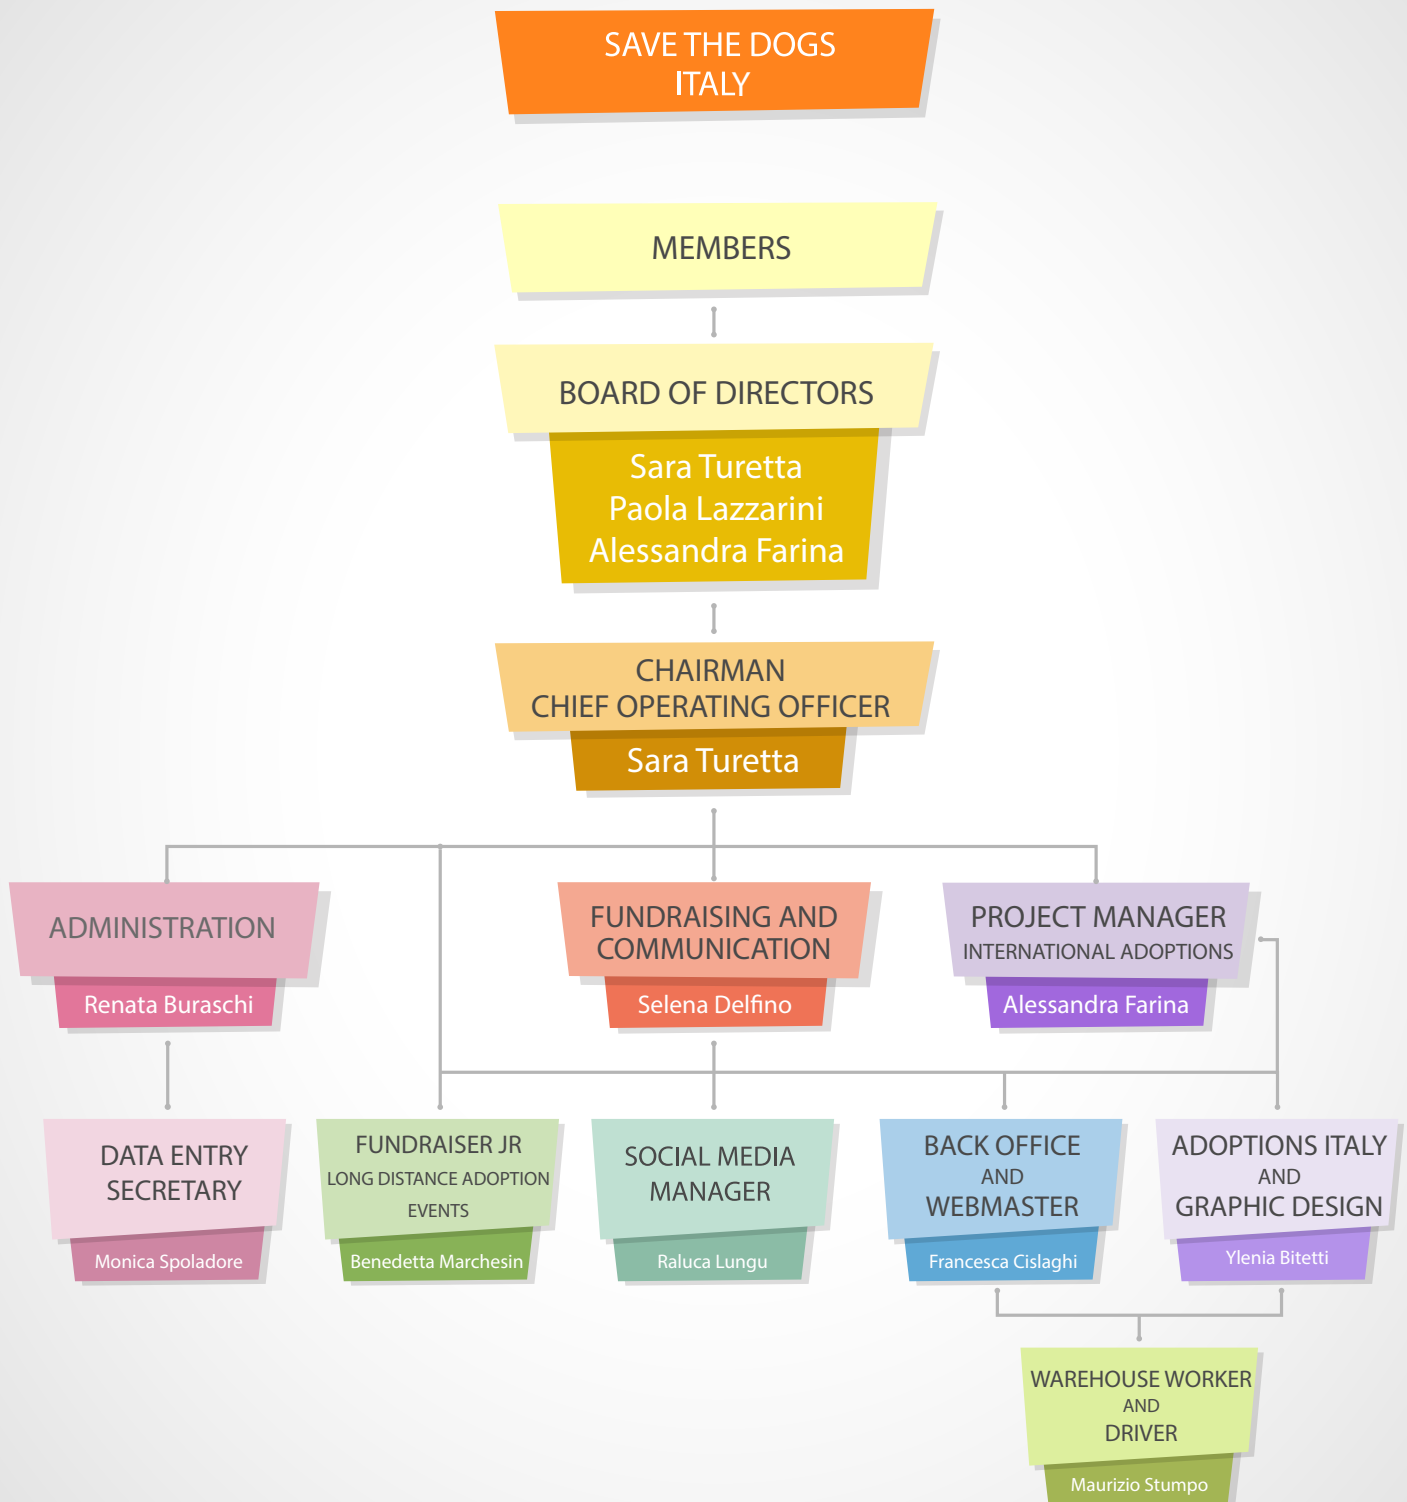 SAVE THE DOGS
ITALY
MEMBERS
BOARD OF DIRECTORS
Sara Turetta
Paola Lazzarini
Alessandra Farina
CHAIRMAN
CHIEF OPERATING OFFICER
Sara Turetta
ADMINISTRATION
Renata Buraschi
FUNDRAISING AND
COMMUNICATION
Selena Delfino
PROJECT MANAGER
INTERNATIONAL ADOPTIONS
Alessandra Farina
DATA ENTRY
SECRETARY
Monica Spoladore
FUNDRAISER JR
LONG DISTANCE ADOPTION
EVENTS
Benedetta Marchesin
SOCIAL MEDIA
MANAGER
Raluca Lungu
BACK OFFICE
AND
WEBMASTER
Francesca Cislaghi
ADOPTIONS ITALY
AND
GRAPHIC DESIGN
Ylenia Bitetti
WAREHOUSE WORKER
AND
DRIVER
Maurizio Stumpo